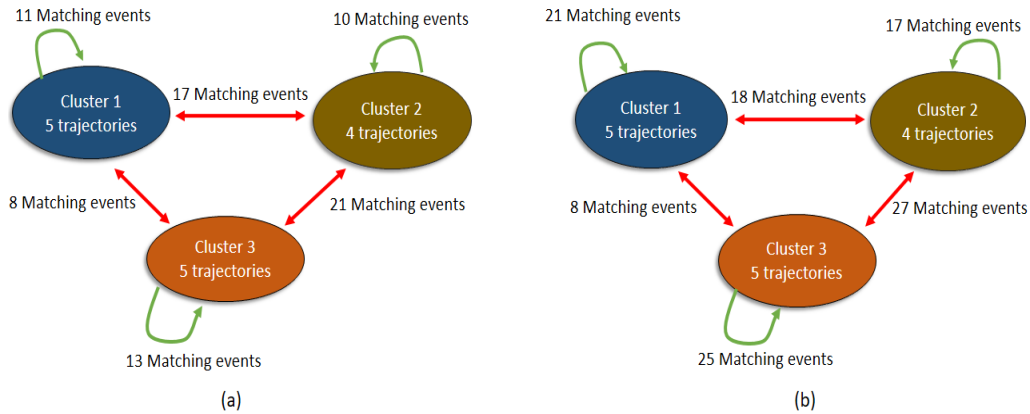 11 Matching events
10 Matching events
Cluster 1
5 trajectories
17 Matching events
Cluster 2
4 trajectories
8 Matching events
21 Matching events
Cluster 3
5 trajectories
13 Matching events
(a)
21 Matching events
17 Matching events
Cluster 1
5 trajectories
18 Matching events
Cluster 2
4 trajectories
8 Matching events
27 Matching events
Cluster 3
5 trajectories
25 Matching events
(b)